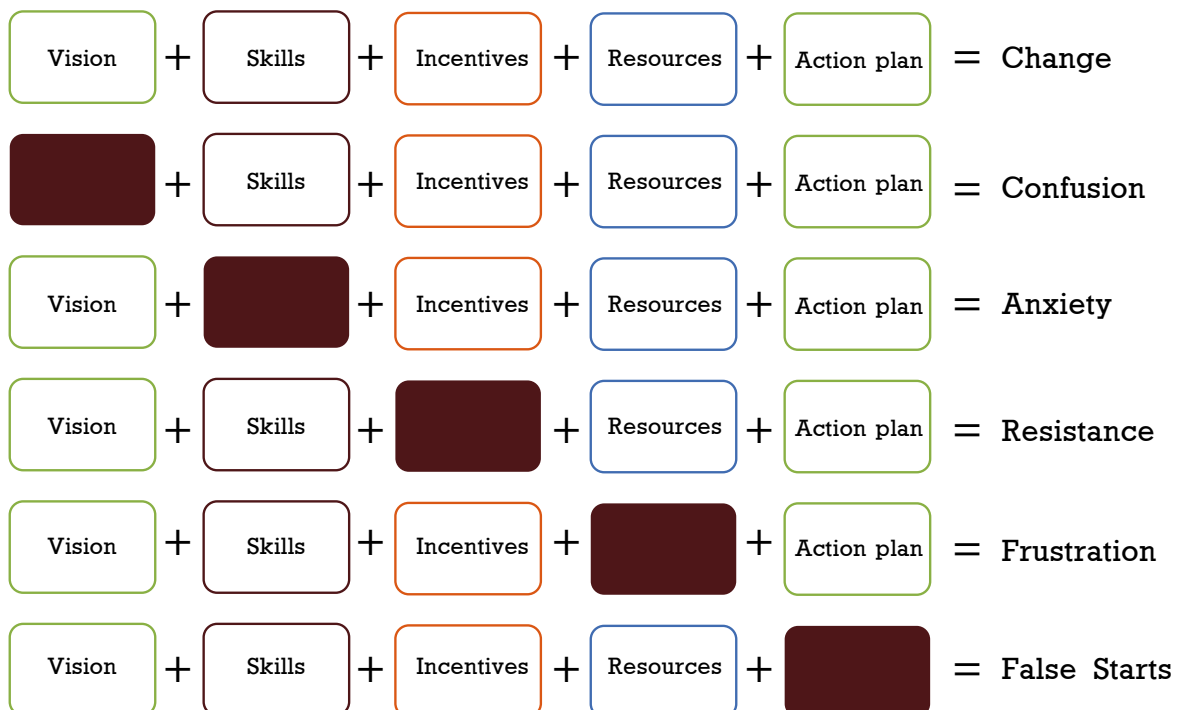 Vision + Skills + Incentives + Resources + Action plan = Change
+ Skills + Incentives + Resources + Action plan = Confusion
Vision + + Incentives + Resources + Action plan = Anxiety
Vision + Skills + + Resources + Action plan = Resistance
Vision + Skills + Incentives + + Action plan = Frustration
Vision + Skills + Incentives + Resources + = False Starts